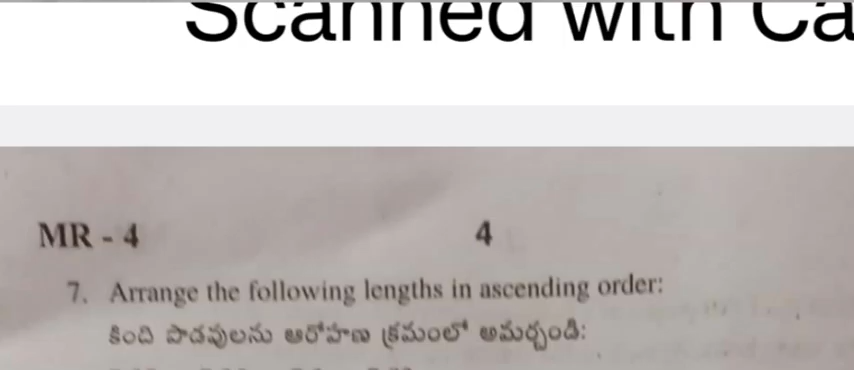 Scanned with Ca
MR - 4
4
7. Arrange the following lengths in ascending order:
కింది పొడవులను ఆరోహణ క్రమంలో అమర్చండి: